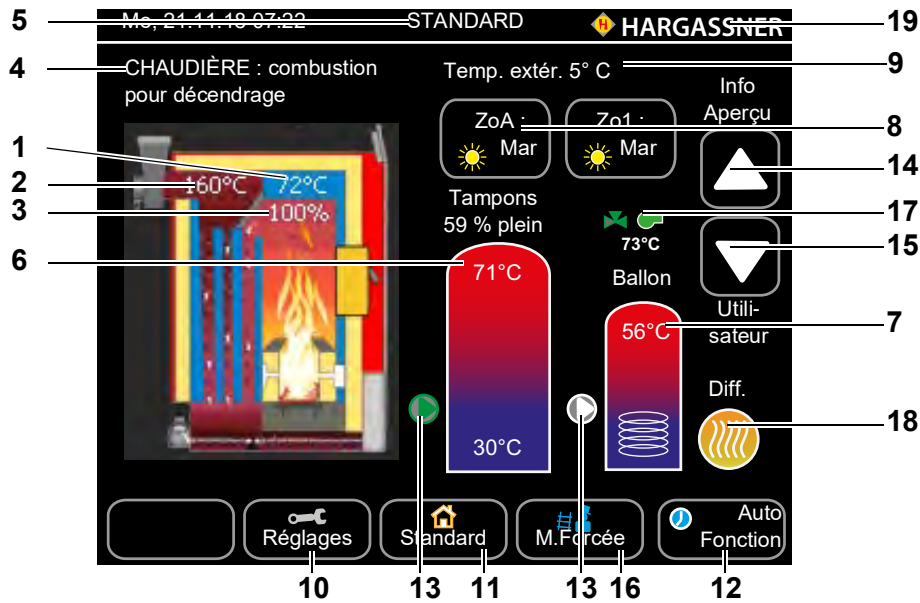 5 Me, 21.11.18 07:22 STANDARD H HARGASSNER 19
4 CHAUDIÈRE : combustion
pour décendrage
Temp. extér. 5° C 9
Info
Aperçu
ZoA :
Mar
Zo1 :
Mar
8
1
2 160°C 72°C
3 100%
14
Tampons
59 % plein
17
73°C
15
6 71°C
Ballon
Utili-
sateur
56°C 7
Diff.
18
30°C
Réglages
Standard
M.Forcée
Auto
Fonction
10 13 11 13 16 12